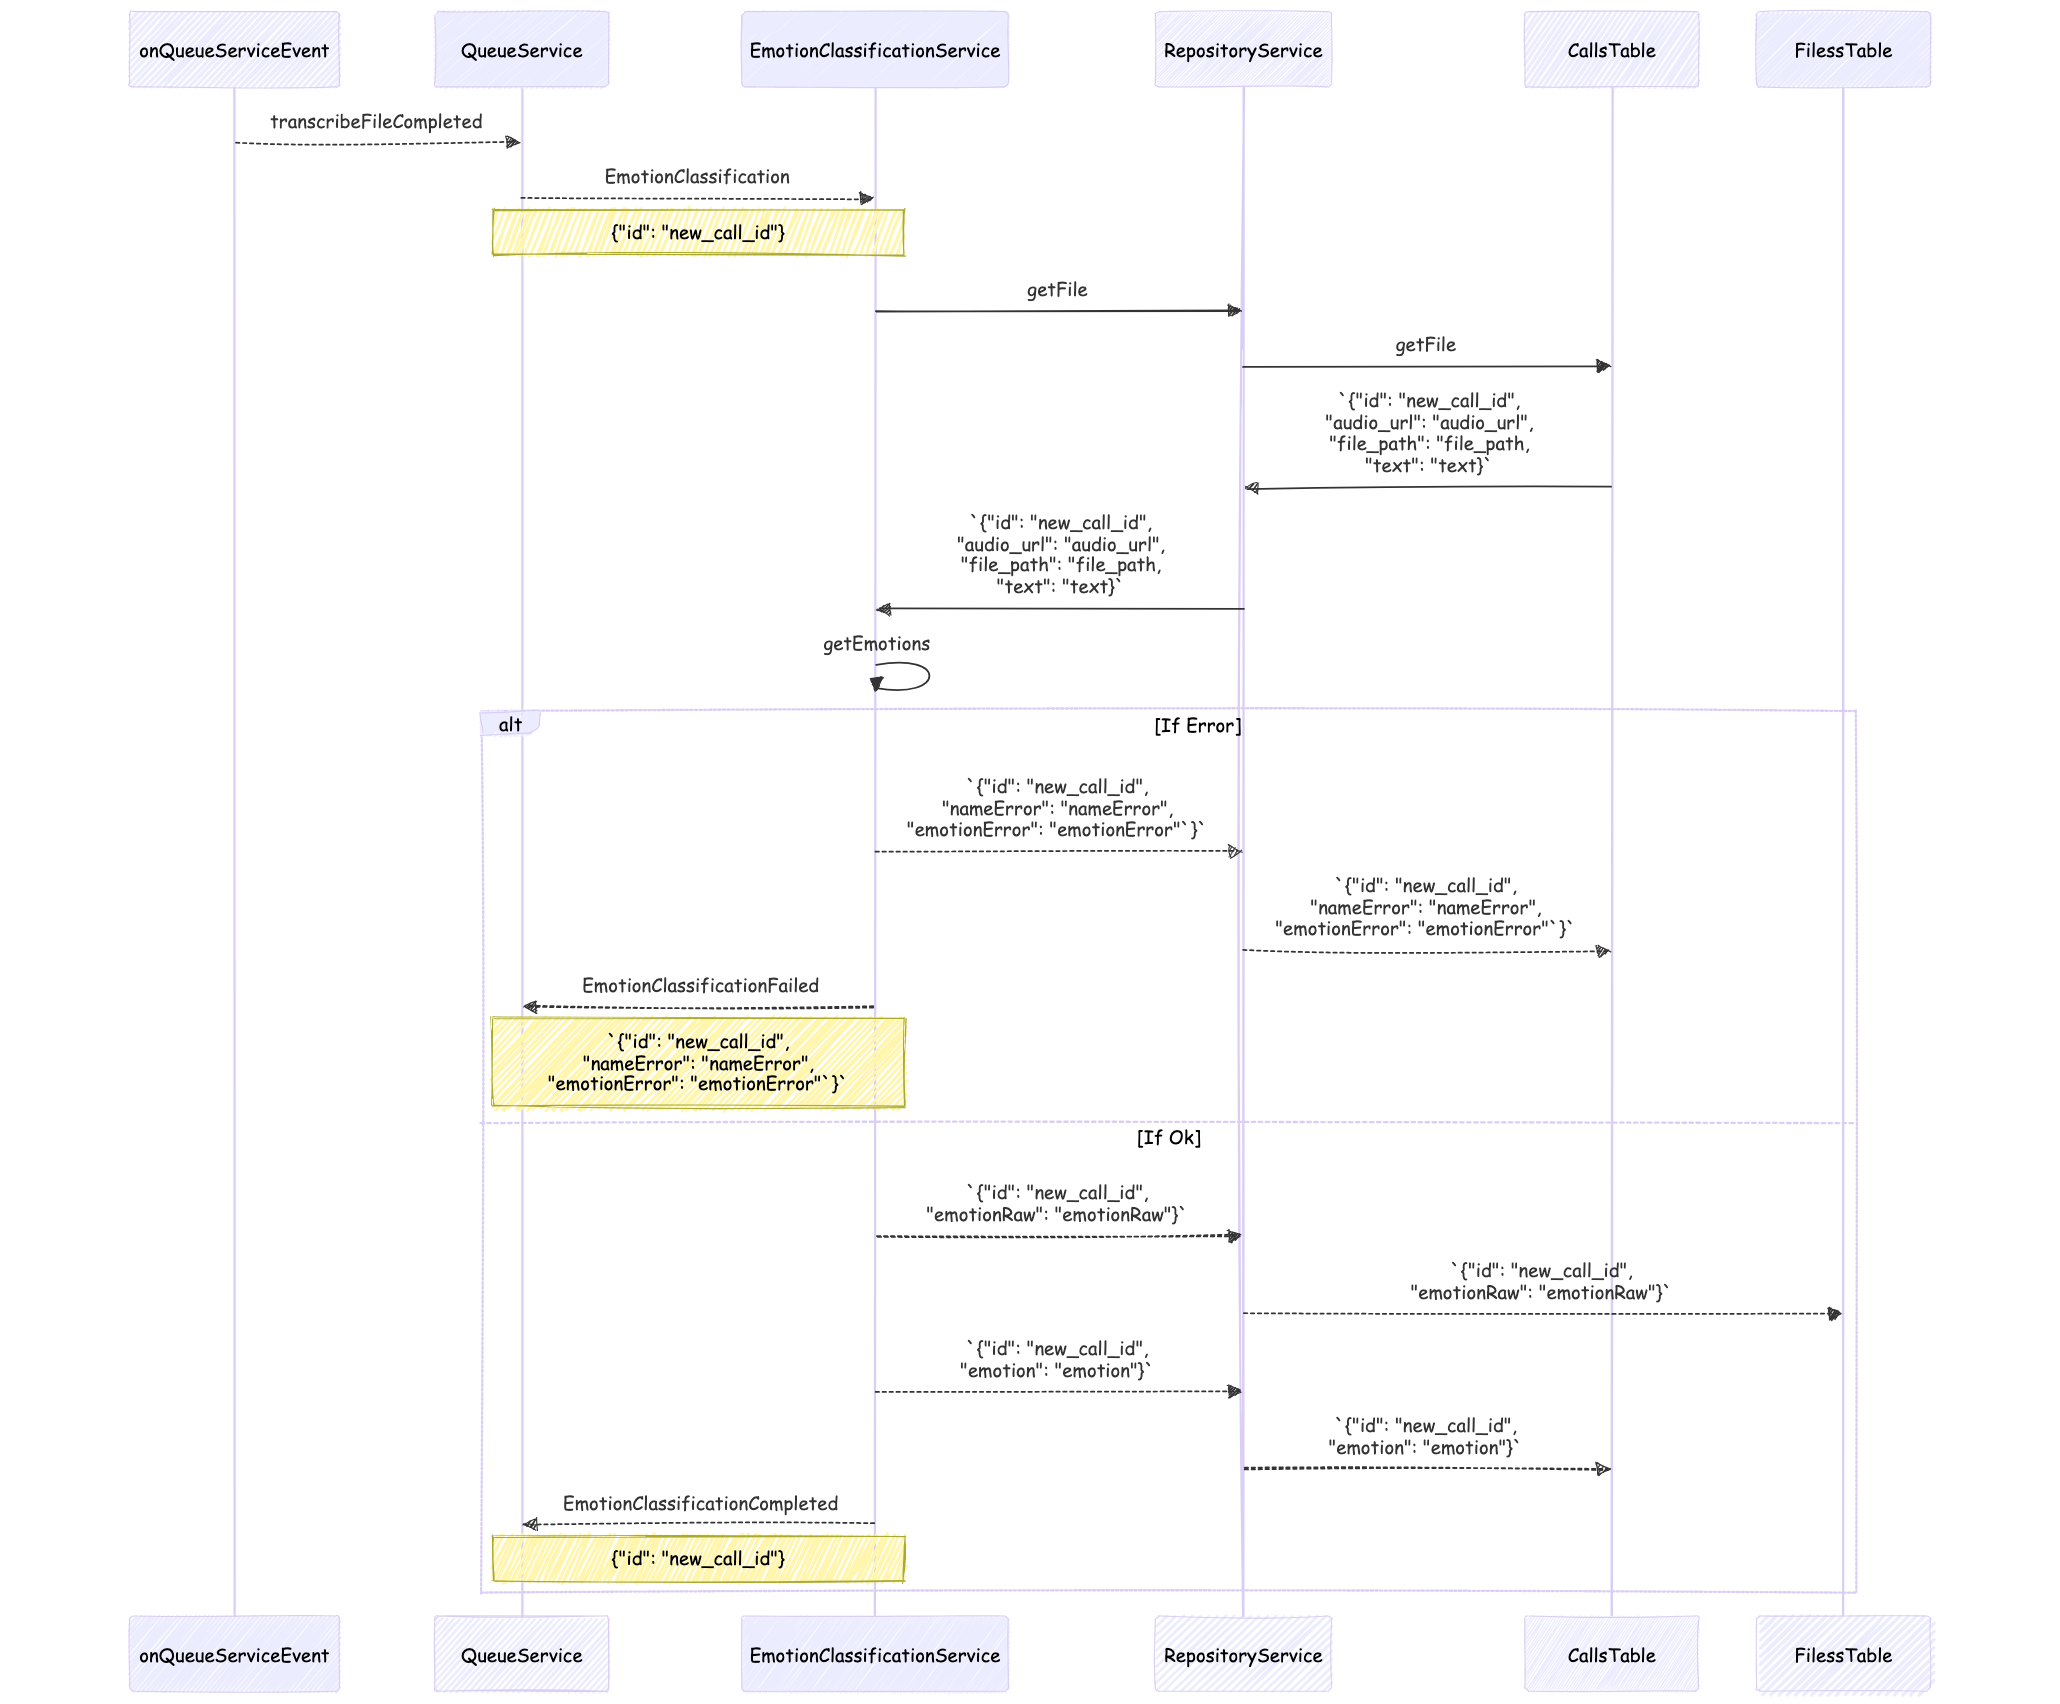 onQueueServiceEvent
QueueService
EmotionClassificationService
RepositoryService
CallsTable
FilessTable
transcribeFileCompleted
EmotionClassification
{"id": "new_call_id"}
getFile
getFile
`{"id": "new_call_id",
"audio_url": "audio_url",
"file_path": "file_path,
"text": "text}`
`{"id": "new_call_id",
"audio_url": "audio_url",
"file_path": "file_path,
"text": "text}`
getEmotions
alt
[If Error]
`{"id": "new_call_id",
"nameError": "nameError",
"emotionError": "emotionError"`}`
`{"id": "new_call_id",
"nameError": "nameError",
"emotionError": "emotionError"`}`
EmotionClassificationFailed
`{"id": "new_call_id",
"nameError": "nameError",
"emotionError": "emotionError"`}`
[If Ok]
`{"id": "new_call_id",
"emotionRaw": "emotionRaw"}`
`{"id": "new_call_id",
"emotionRaw": "emotionRaw"}`
`{"id": "new_call_id",
"emotion": "emotion"}`
`{"id": "new_call_id",
"emotion": "emotion"}`
EmotionClassificationCompleted
{"id": "new_call_id"}
onQueueServiceEvent
QueueService
EmotionClassificationService
RepositoryService
CallsTable
FilessTable